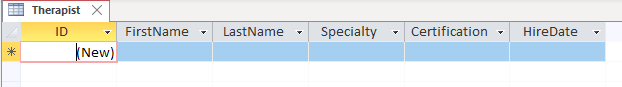 Therapist
ID FirstName LastName Specialty Certification HireDate
* (New)